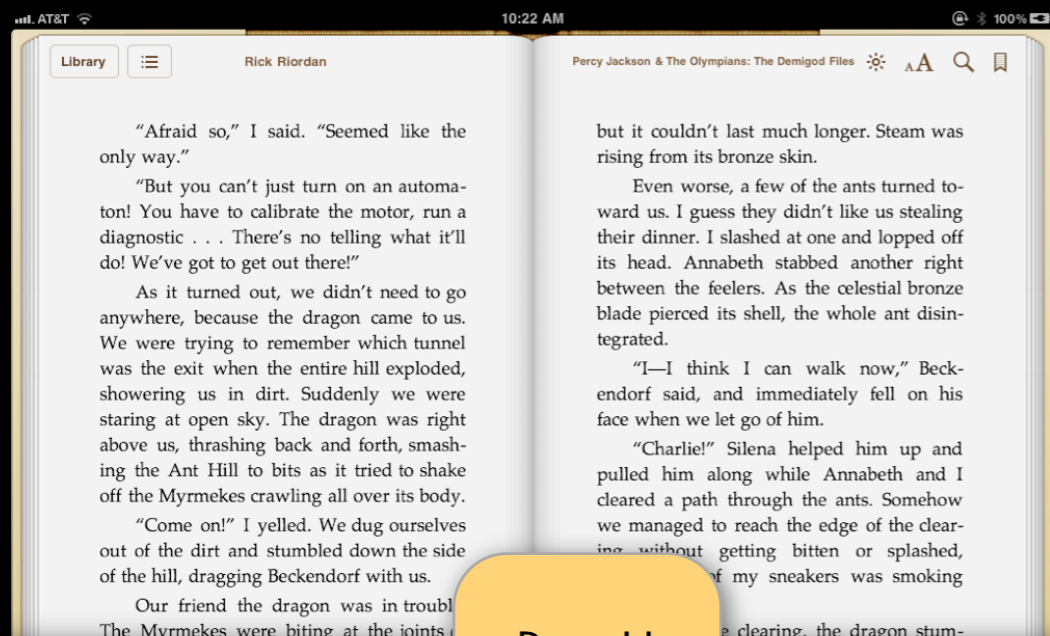 AT&T
10:22 AM
100%
Library
Rick Riordan
Percy Jackson & The Olympians: The Demigod Files
AA
“Afraid so,” I said. “Seemed like the
only way.”
“But you can’t just turn on an automa-
ton! You have to calibrate the motor, run a
diagnostic . . . There’s no telling what it’ll
do! We’ve got to get out there!”
As it turned out, we didn’t need to go
anywhere, because the dragon came to us.
We were trying to remember which tunnel
was the exit when the entire hill exploded,
showering us in dirt. Suddenly we were
staring at open sky. The dragon was right
above us, thrashing back and forth, smash-
ing the Ant Hill to bits as it tried to shake
off the Myrmekes crawling all over its body.
“Come on!” I yelled. We dug ourselves
out of the dirt and stumbled down the side
of the hill, dragging Beckendorf with us.
Our friend the dragon was in
The Myrmekes were biting at the joints
but it couldn’t last much longer. Steam was
rising from its bronze skin.
Even worse, a few of the ants turned to-
ward us. I guess they didn’t like us stealing
their dinner. I slashed at one and lopped off
its head. Annabeth stabbed another right
between the feelers. As the celestial bronze
blade pierced its shell, the whole ant disin-
tegrated.
“I—I think I can walk now,” Beck-
endorf said, and immediately fell on his
face when we let go of him.
“Charlie!” Silena helped him up and
pulled him along while Annabeth and I
cleared a path through the ants. Somehow
we managed to reach the edge of the clear-
ing without getting bitten or splashed,
of my sneakers was smoking
clearing, the dragon stum-